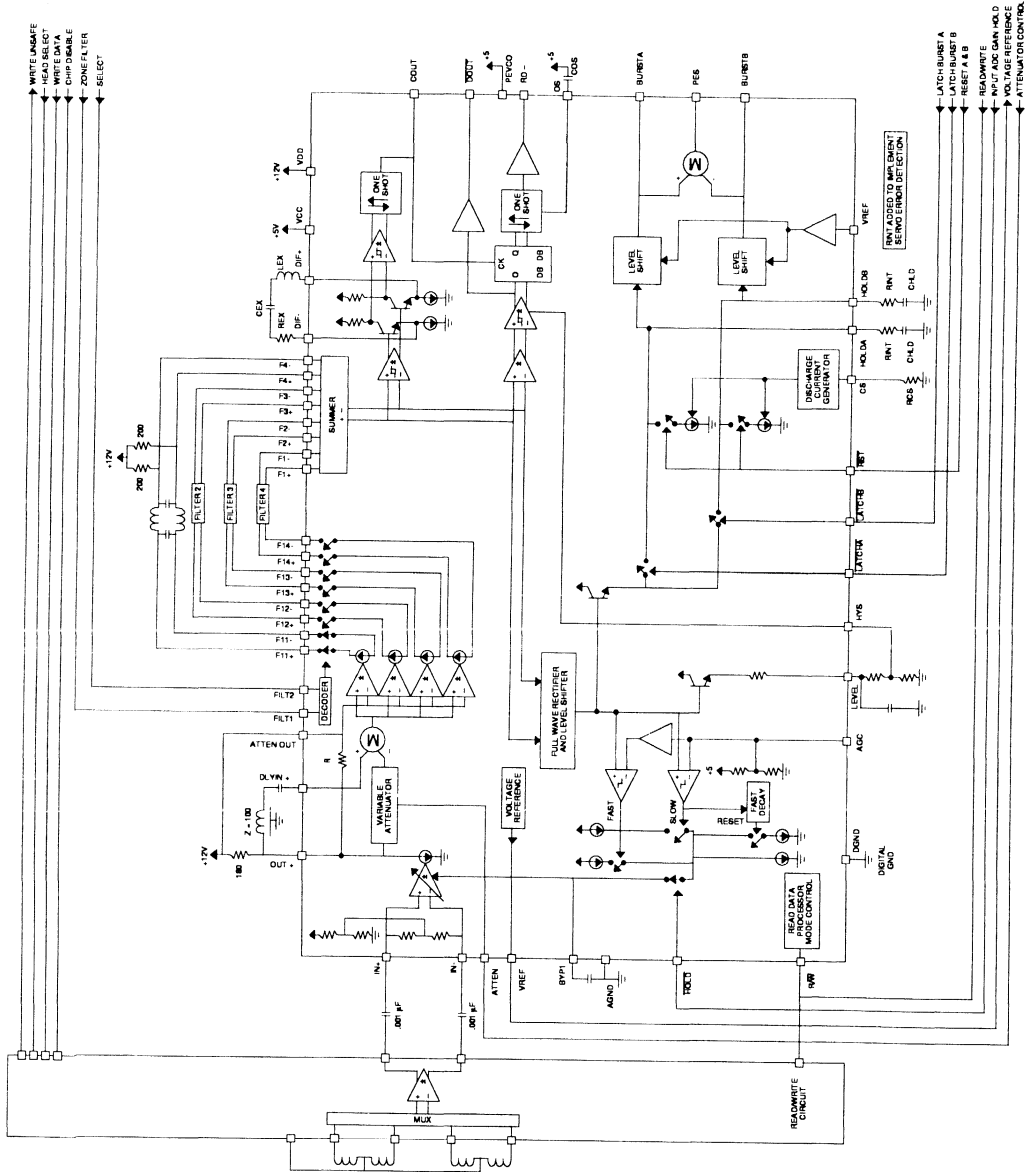 WRITE UNSAFE
HEAD SELECT
WRITE DATA
CHIP DISABLE
ZONE FILTER
SELECT
+12V
200
200
FILTER 2
FILTER 3
FILTER 4
CEX
REX
LEX
DIF-
DIF+
+5V
VCC
+12V
VDD
COUT
DOUT
+5
PEVCO
RD -
+5
DS
COS
BURSTA
PES
BURSTB
F11+
F11-
F12+
F12-
F13+
F13-
F14+
F14-
F1+
F1-
F2+
F2-
F3+
F3-
F4+
F4-
SUMMER
+ -
ONE
SHOT
ONE
SHOT
CK
D
Q
DB
DB
M
LEVEL
SHIFT
LEVEL
SHIFT
VREF
RINT ADDED TO IMPLEMENT
SERVO ERROR DETECTION
FILT2
FILT1
DECODER
ATTEN OUT
R
DLYIN +
Z = 100
+12V
180
OUT +
M
VARIABLE
ATTENUATOR
VOLTAGE
REFERENCE
FULL WAVE RECTIFIER
AND LEVEL SHIFTER
FAST
SLOW
RESET
FAST
DECAY
+5
AGC
LEVEL
HYS
LATCHA
LATCHB
RST
DISCHARGE
CURRENT
GENERATOR
CS
RCS
HOLDA
RINT
CHLD
HOLDB
RINT
CHLD
DGND
DIGITAL
GND
READ DATA
PROCESSOR
MODE CONTROL
IN+
IN-
ATTEN
VREF
BYP1
AGND
HOLD
R/W
.001 µF
.001 µF
MUX
READ/WRITE
CIRCUIT
LATCH BURST A
LATCH BURST B
RESET A & B
READ/WRITE
INPUT ADC GAIN HOLD
VOLTAGE REFERENCE
ATTENUATOR CONTROL